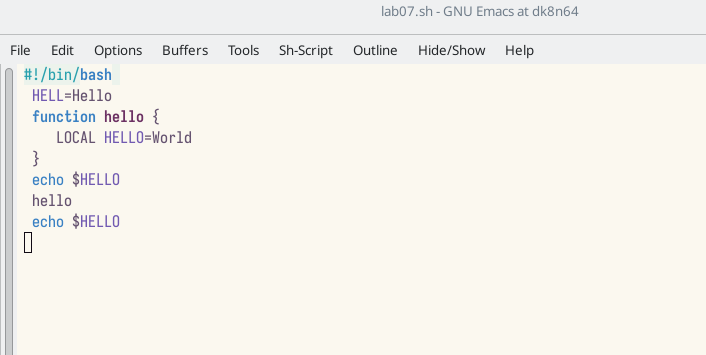 lab07.sh - GNU Emacs at dk8n64
File Edit Options Buffers Tools Sh-Script Outline Hide/Show Help
#!/bin/bash
HELL=Hello
function hello {
LOCAL HELLO=World
}
echo $HELLO
hello
echo $HELLO